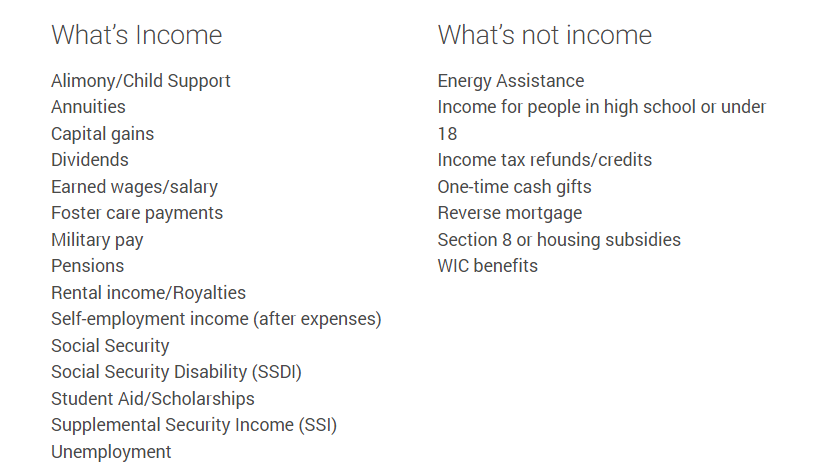 What’s Income
Alimony/Child Support
Annuities
Capital gains
Dividends
Earned wages/salary
Foster care payments
Military pay
Pensions
Rental income/Royalties
Self-employment income (after expenses)
Social Security
Social Security Disability (SSDI)
Student Aid/Scholarships
Supplemental Security Income (SSI)
Unemployment
What’s not income
Energy Assistance
Income for people in high school or under
18
Income tax refunds/credits
One-time cash gifts
Reverse mortgage
Section 8 or housing subsidies
WIC benefits